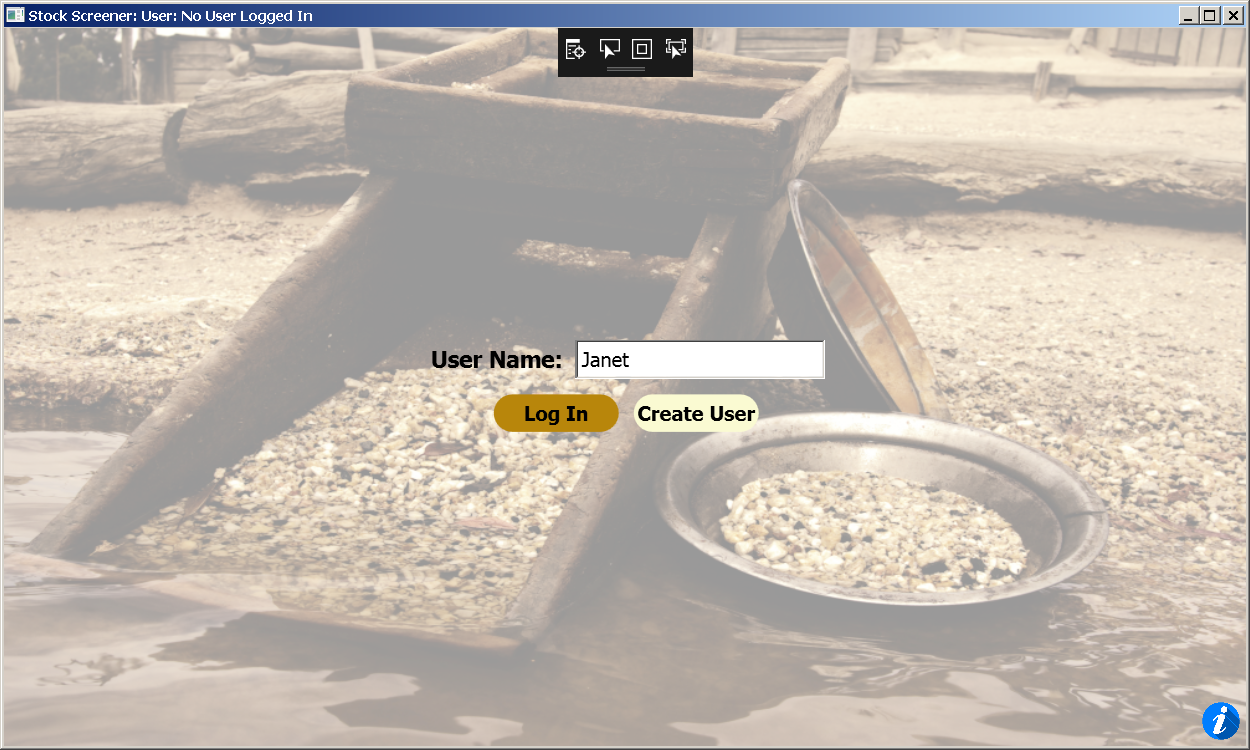 Stock Screener: User: No User Logged In
User Name: Janet
Log In Create User
i